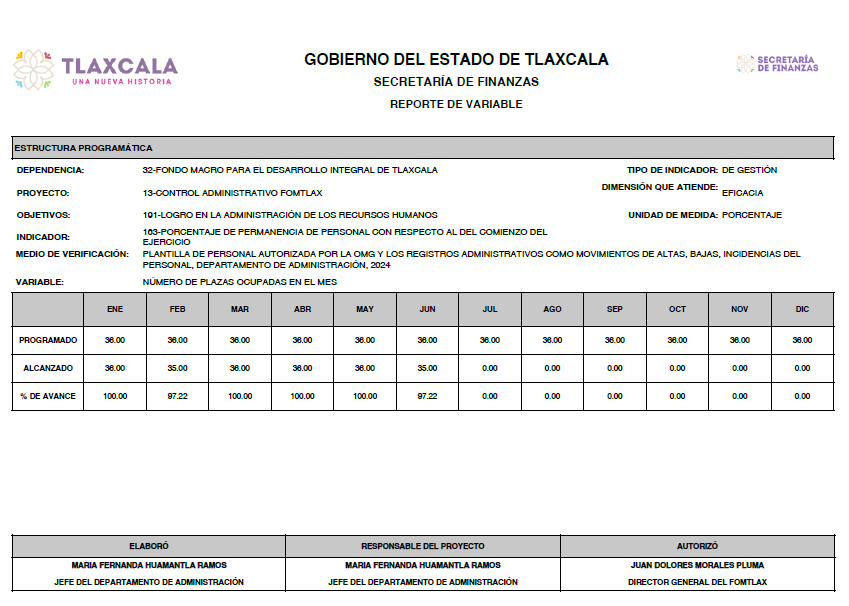 TLAXCALA
UNA NUEVA HISTORIA
GOBIERNO DEL ESTADO DE TLAXCALA
SECRETARÍA DE FINANZAS
REPORTE DE VARIABLE
SECRETARÍA
DE FINANZAS
ESTRUCTURA PROGRAMÁTICA
DEPENDENCIA: 32-FONDO MACRO PARA EL DESARROLLO INTEGRAL DE TLAXCALA TIPO DE INDICADOR: DE GESTIÓN
PROYECTO: 13-CONTROL ADMINISTRATIVO FOMTLAX DIMENSIÓN QUE ATIENDE: EFICACIA
OBJETIVOS: 191-LOGRO EN LA ADMINISTRACIÓN DE LOS RECURSOS HUMANOS UNIDAD DE MEDIDA: PORCENTAJE
INDICADOR: 163-PORCENTAJE DE PERMANENCIA DE PERSONAL CON RESPECTO AL DEL COMIENZO DEL
EJERCICIO
MEDIO DE VERIFICACIÓN: PLANTILLA DE PERSONAL AUTORIZADA POR LA OMG Y LOS REGISTROS ADMINISTRATIVOS COMO MOVIMIENTOS DE ALTAS, BAJAS, INCIDENCIAS DEL
PERSONAL, DEPARTAMENTO DE ADMINISTRACIÓN, 2024
VARIABLE: NÚMERO DE PLAZAS OCUPADAS EN EL MES
ENE FEB MAR ABR MAY JUN JUL AGO SEP OCT NOV DIC
PROGRAMADO 36.00 36.00 36.00 36.00 36.00 36.00 36.00 36.00 36.00 36.00 36.00 36.00
ALCANZADO 36.00 35.00 36.00 36.00 36.00 35.00 0.00 0.00 0.00 0.00 0.00 0.00
% DE AVANCE 100.00 97.22 100.00 100.00 100.00 97.22 0.00 0.00 0.00 0.00 0.00 0.00
ELABORÓ RESPONSABLE DEL PROYECTO AUTORIZÓ
MARIA FERNANDA HUAMANTLA RAMOS MARIA FERNANDA HUAMANTLA RAMOS JUAN DOLORES MORALES PLUMA
JEFE DEL DEPARTAMENTO DE ADMINISTRACIÓN JEFE DEL DEPARTAMENTO DE ADMINISTRACIÓN DIRECTOR GENERAL DEL FOMTLAX